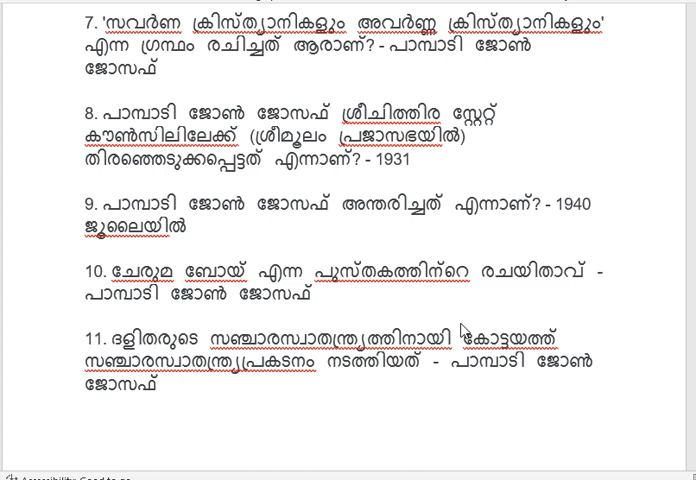 7. 'സവർണ ക്രിസ്ത്യാനികളും അവർണ്ണ ക്രിസ്ത്യാനികളും'
എന്ന ഗ്രന്ഥം രചിച്ചത് ആരാണ്? - പാമ്പാടി ജോൺ
ജോസഫ്
8. പാമ്പാടി ജോൺ ജോസഫ് ശ്രീചിത്തിര സ്റ്റേറ്റ്
കൗൺസിലിലേക്ക് (ശ്രീമൂലം പ്രജാസഭയിൽ)
തിരഞ്ഞെടുക്കപ്പെട്ടത് എന്നാണ്? - 1931
9. പാമ്പാടി ജോൺ ജോസഫ് അന്തരിച്ചത് എന്നാണ്? - 1940
ജൂലൈയിൽ
10. ചേരുമ ബോയ് എന്ന പുസ്തകത്തിന്റെ രചയിതാവ് -
പാമ്പാടി ജോൺ ജോസഫ്
11. ദളിതരുടെ സഞ്ചാരസ്വാതന്ത്ര്യത്തിനായി കോട്ടയത്ത്
സഞ്ചാരസ്വാതന്ത്ര്യപ്രകടനം നടത്തിയത് - പാമ്പാടി ജോൺ
ജോസഫ്